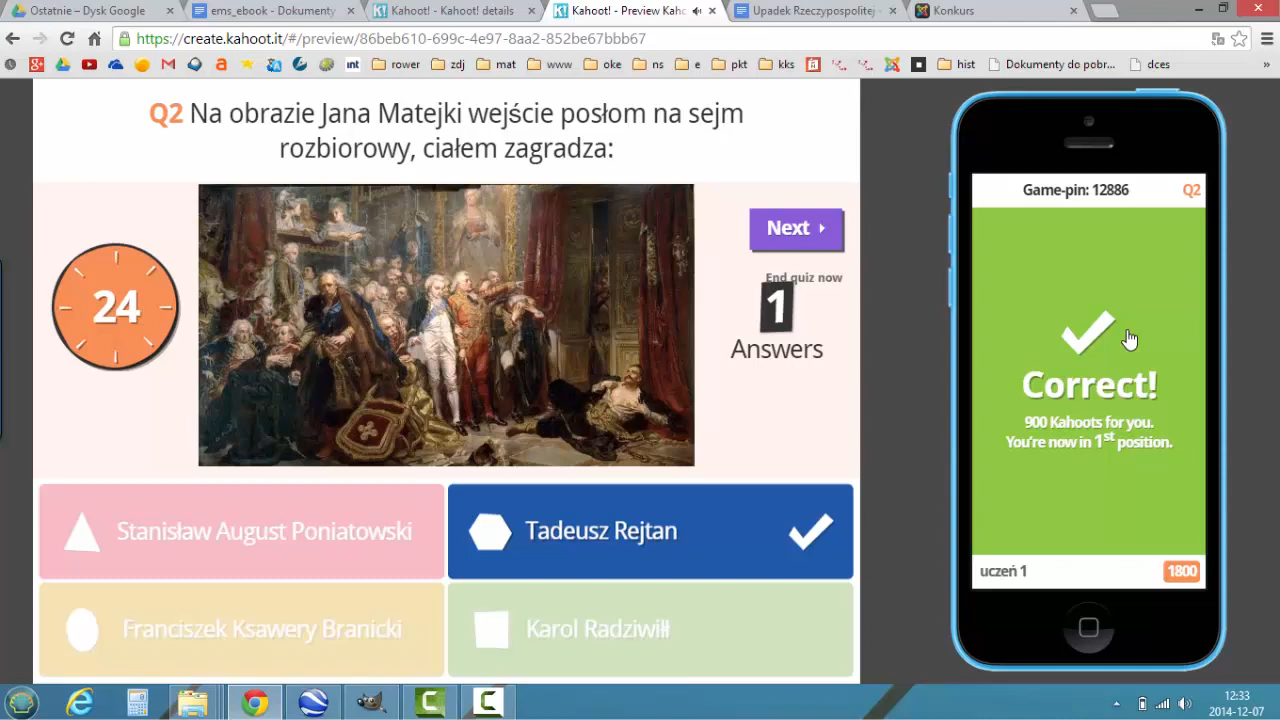 Ostatnie – Dysk Google
ems_ebook - Dokumenty
Kahoot! - Kahoot! details
Kahoot! - Preview Kaho
Upadek Rzeczypospolitej -
Konkurs
https://create.kahoot.it/#/preview/86beb610-699c-4e97-8aa2-852be67bbb67
int
rower
zdj
mat
www
oke
ns
e
pkt
kks
hist
Dokumenty do pobr...
dces
»
Q2 Na obrazie Jana Matejki wejście posłom na sejm
rozbiorowy, ciałem zagradza:
24
Next
End quiz now
1
Answers
Stanisław August Poniatowski
Tadeusz Rejtan
Franciszek Ksawery Branicki
Karol Radziwiłł
Game-pin: 12886 Q2
Correct!
900 Kahoots for you.
You're now in 1st position.
uczeń 1 1800
12:33
2014-12-07